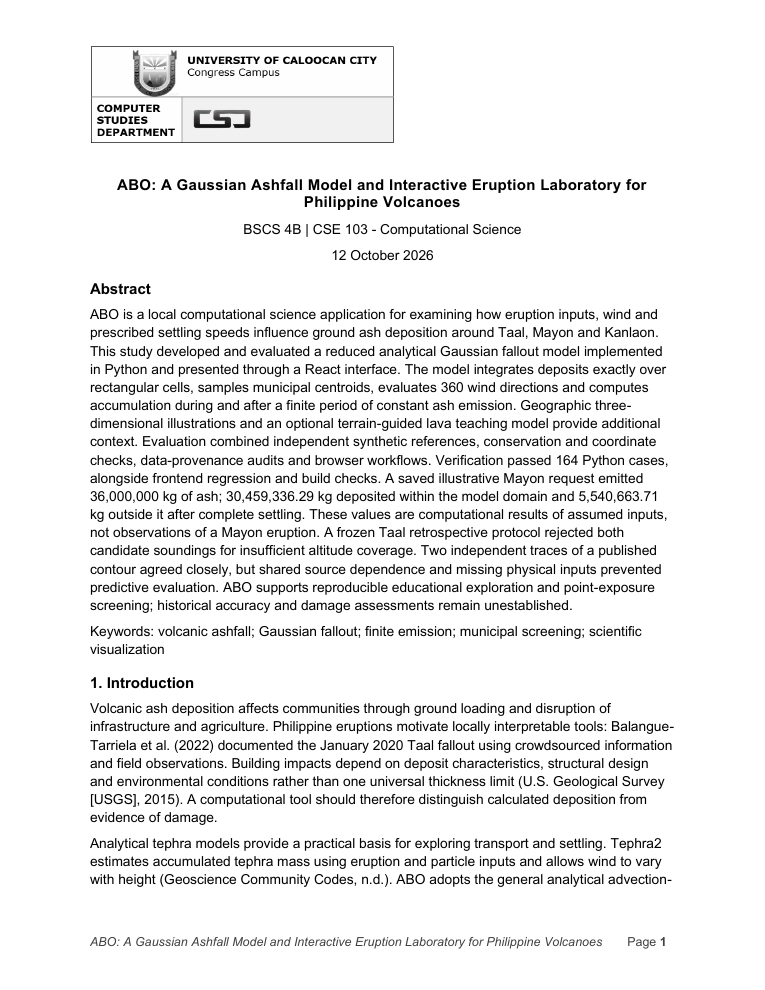 UNIVERSITY OF CALOOCAN CITY
Congress Campus
COMPUTER
STUDIES
DEPARTMENT
CSD
ABO: A Gaussian Ashfall Model and Interactive Eruption Laboratory for
Philippine Volcanoes
BSCS 4B | CSE 103 - Computational Science
12 October 2026
Abstract
ABO is a local computational science application for examining how eruption inputs, wind and
prescribed settling speeds influence ground ash deposition around Taal, Mayon and Kanlaon.
This study developed and evaluated a reduced analytical Gaussian fallout model implemented
in Python and presented through a React interface. The model integrates deposits exactly over
rectangular cells, samples municipal centroids, evaluates 360 wind directions and computes
accumulation during and after a finite period of constant ash emission. Geographic three-
dimensional illustrations and an optional terrain-guided lava teaching model provide additional
context. Evaluation combined independent synthetic references, conservation and coordinate
checks, data-provenance audits and browser workflows. Verification passed 164 Python cases,
alongside frontend regression and build checks. A saved illustrative Mayon request emitted
36,000,000 kg of ash; 30,459,336.29 kg deposited within the model domain and 5,540,663.71
kg outside it after complete settling. These values are computational results of assumed inputs,
not observations of a Mayon eruption. A frozen Taal retrospective protocol rejected both
candidate soundings for insufficient altitude coverage. Two independent traces of a published
contour agreed closely, but shared source dependence and missing physical inputs prevented
predictive evaluation. ABO supports reproducible educational exploration and point-exposure
screening; historical accuracy and damage assessments remain unestablished.
Keywords: volcanic ashfall; Gaussian fallout; finite emission; municipal screening; scientific
visualization
1. Introduction
Volcanic ash deposition affects communities through ground loading and disruption of
infrastructure and agriculture. Philippine eruptions motivate locally interpretable tools: Balangue-
Tarriela et al. (2022) documented the January 2020 Taal fallout using crowdsourced information
and field observations. Building impacts depend on deposit characteristics, structural design
and environmental conditions rather than one universal thickness limit (U.S. Geological Survey
[USGS], 2015). A computational tool should therefore distinguish calculated deposition from
evidence of damage.
Analytical tephra models provide a practical basis for exploring transport and settling. Tephra2
estimates accumulated tephra mass using eruption and particle inputs and allows wind to vary
with height (Geoscience Community Codes, n.d.). ABO adopts the general analytical advection-
ABO: A Gaussian Ashfall Model and Interactive Eruption Laboratory for Philippine Volcanoes Page 1